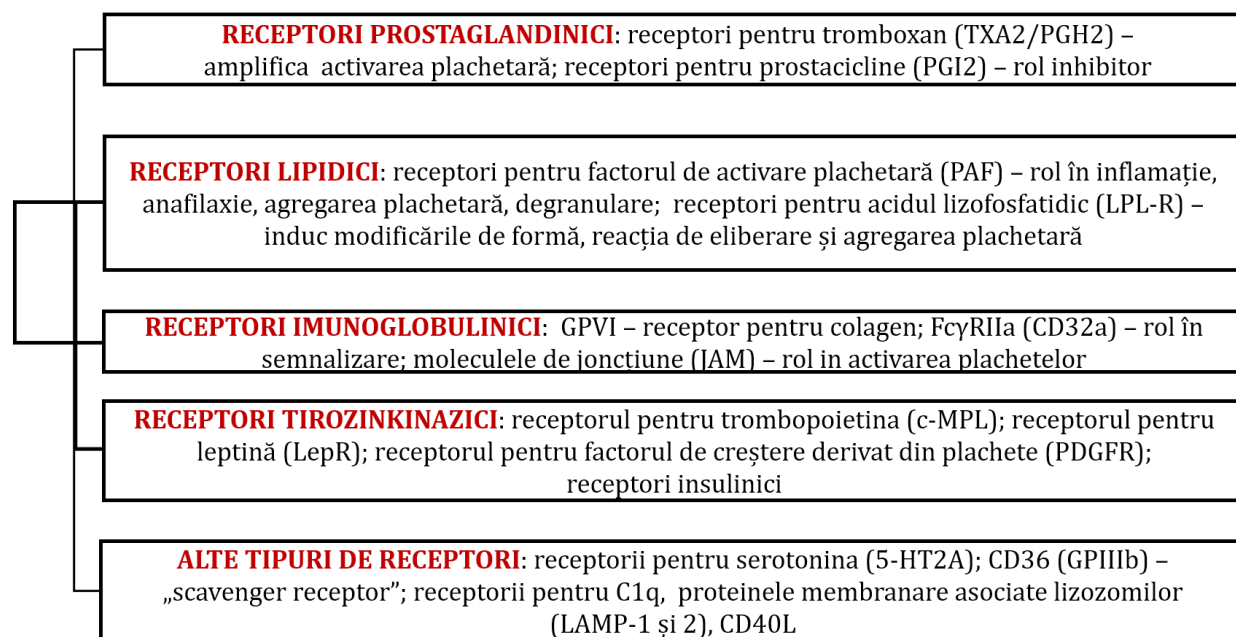 RECEPTORI PROSTAGLANDINICI: receptori pentru tromboxan (TXA2/PGH2) –
amplifica  activarea plachetară; receptori pentru prostacicline (PGI2) – rol inhibitor
RECEPTORI LIPIDICI: receptori pentru factorul de activare plachetară (PAF) – rol în inflamație,
anafilaxie, agregarea plachetară, degranulare;  receptori pentru acidul lizofosfatidic (LPL-R) –
induc modificările de formă, reacția de eliberare și agregarea plachetară
RECEPTORI IMUNOGLOBULINICI:  GPVI – receptor pentru colagen; FcγRIIa (CD32a) – rol în
semnalizare; moleculele de joncțiune (JAM) – rol in activarea plachetelor
RECEPTORI TIROZINKINAZICI: receptorul pentru trombopoietina (c-MPL); receptorul pentru
leptină (LepR); receptorul pentru factorul de creștere derivat din plachete (PDGFR);
receptori insulinici
ALTE TIPURI DE RECEPTORI: receptorii pentru serotonina (5-HT2A); CD36 (GPIIIb) –
„scavenger receptor”; receptorii pentru C1q,  proteinele membranare asociate lizozomilor
(LAMP-1 și 2), CD40L